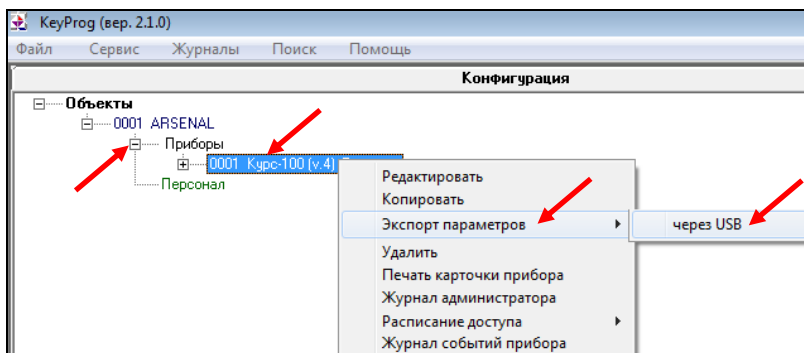 KeyProg (вер. 2.1.0)
Файл Сервис Журналы Поиск Помощь
Конфигурация
Объекты
0001 ARSENAL
Приборы
0001 Курс-100 (v.4)
Персонал
Редактировать
Копировать
Экспорт параметров
через USB
Удалить
Печать карточки прибора
Журнал администратора
Расписание доступа
Журнал событий прибора